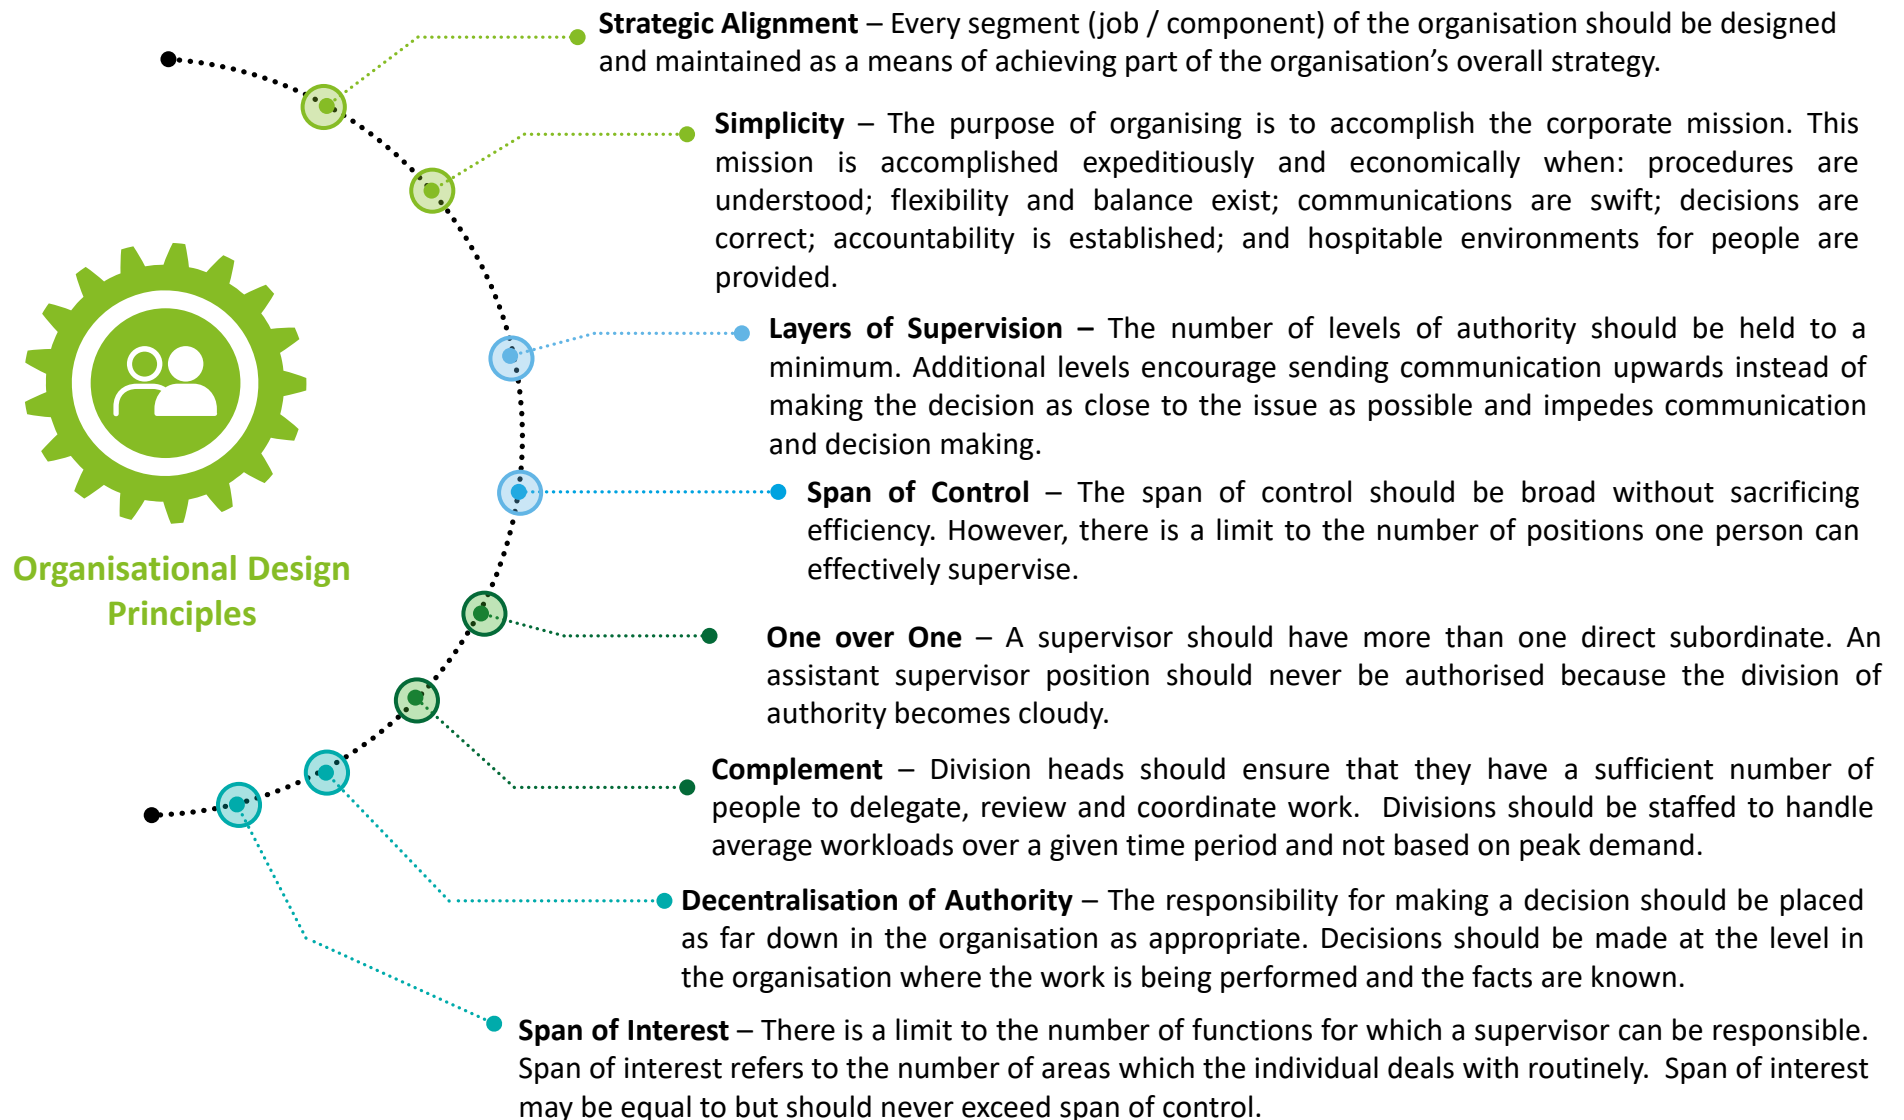 Strategic Alignment – Every segment (job / component) of the organisation should be designed
and maintained as a means of achieving part of the organisation’s overall strategy.
Simplicity – The purpose of organising is to accomplish the corporate mission. This
mission is accomplished expeditiously and economically when: procedures are
understood; flexibility and balance exist; communications are swift; decisions are
correct; accountability is established; and hospitable environments for people are
provided.
Layers of Supervision – The number of levels of authority should be held to a
minimum. Additional levels encourage sending communication upwards instead of
making the decision as close to the issue as possible and impedes communication
and decision making.
Span of Control – The span of control should be broad without sacrificing
efficiency. However, there is a limit to the number of positions one person can
effectively supervise.
Organisational Design
Principles
One over One – A supervisor should have more than one direct subordinate. An
assistant supervisor position should never be authorised because the division of
authority becomes cloudy.
Complement – Division heads should ensure that they have a sufficient number of
people to delegate, review and coordinate work. Divisions should be staffed to handle
average workloads over a given time period and not based on peak demand.
Decentralisation of Authority – The responsibility for making a decision should be placed
as far down in the organisation as appropriate. Decisions should be made at the level in
the organisation where the work is being performed and the facts are known.
Span of Interest – There is a limit to the number of functions for which a supervisor can be responsible.
Span of interest refers to the number of areas which the individual deals with routinely. Span of interest
may be equal to but should never exceed span of control.